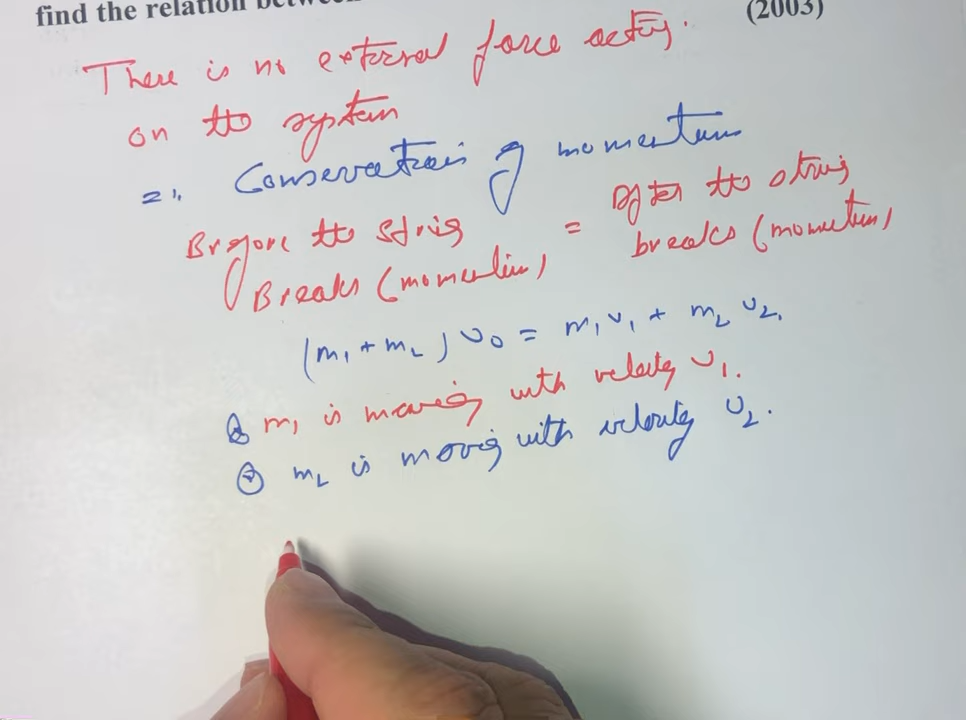 find the relation between
(2003)
There is no external force acting.
on the system
=> Conservation of momentum
Before the string = After the string
Breaks (momentum) breaks (momentum)
(m₁ + m₂) v₀ = m₁v₁ + m₂v₂.
m₁ is moving with velocity v₁.
m₂ is moving with velocity v₂.